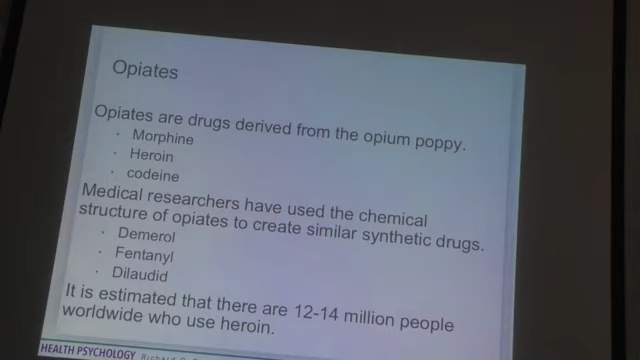 Opiates
Opiates are drugs derived from the opium poppy.
· Morphine
· Heroin
· codeine
Medical researchers have used the chemical
structure of opiates to create similar synthetic drugs.
· Demerol
· Fentanyl
· Dilaudid
It is estimated that there are 12-14 million people
worldwide who use heroin.
HEALTH PSYCHOLOGY Richard